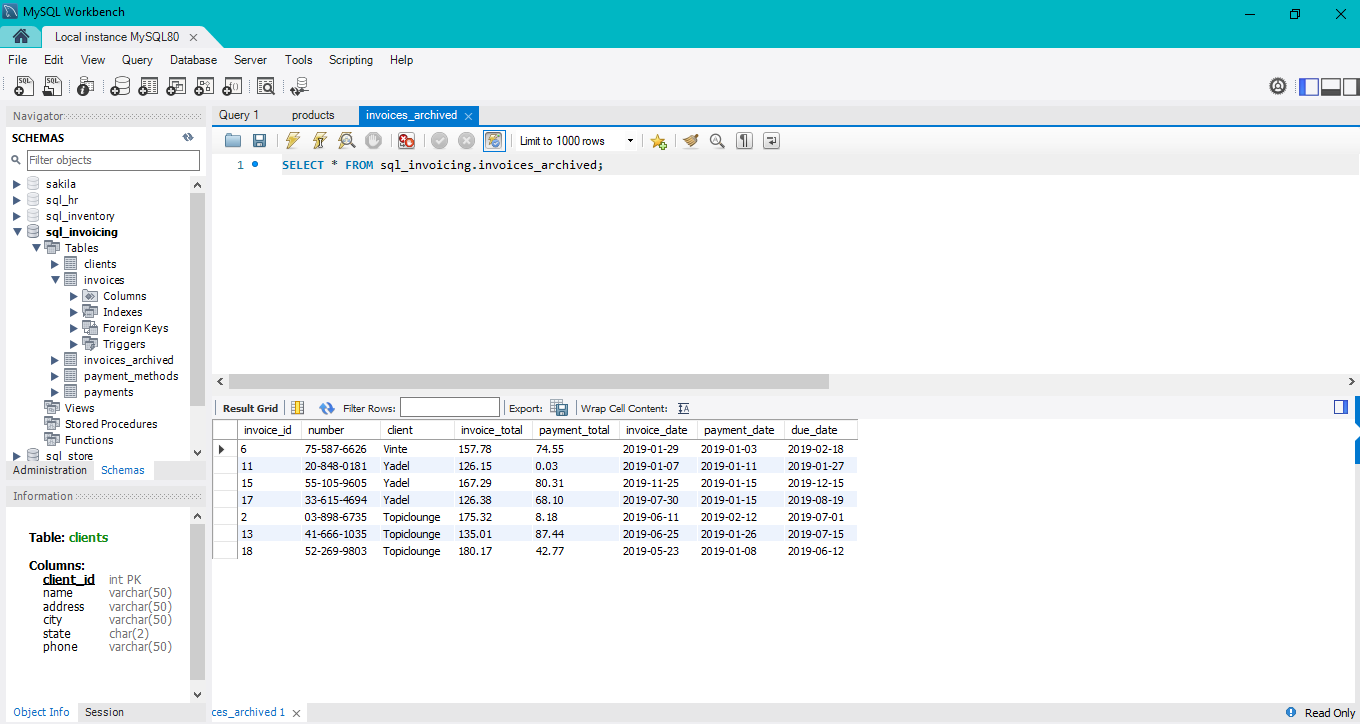 MySQL Workbench
Local instance MySQL80
File Edit View Query Database Server Tools Scripting Help
Navigator
SCHEMAS
Filter objects
sakila
sql_hr
sql_inventory
sql_invoicing
Tables
clients
invoices
Columns
Indexes
Foreign Keys
Triggers
invoices_archived
payment_methods
payments
Views
Stored Procedures
Functions
sql_store
Administration Schemas
Information
Table: clients
Columns:
client_id int PK
name varchar(50)
address varchar(50)
city varchar(50)
state char(2)
phone varchar(50)
Object Info Session
Query 1 products invoices_archived
Limit to 1000 rows
1 SELECT * FROM sql_invoicing.invoices_archived;
Result Grid Filter Rows: Export: Wrap Cell Content:
invoice_id number client invoice_total payment_total invoice_date payment_date due_date
6 75-587-6626 Vinte 157.78 74.55 2019-01-29 2019-01-03 2019-02-18
11 20-848-0181 Yadel 126.15 0.03 2019-01-07 2019-01-11 2019-01-27
15 55-105-9605 Yadel 167.29 80.31 2019-11-25 2019-01-15 2019-12-15
17 33-615-4694 Yadel 126.38 68.10 2019-07-30 2019-01-15 2019-08-19
2 03-898-6735 Topiclounge 175.32 8.18 2019-06-11 2019-02-12 2019-07-01
13 41-666-1035 Topiclounge 135.01 87.44 2019-06-25 2019-01-26 2019-07-15
18 52-269-9803 Topiclounge 180.17 42.77 2019-05-23 2019-01-08 2019-06-12
ces_archived 1
Read Only